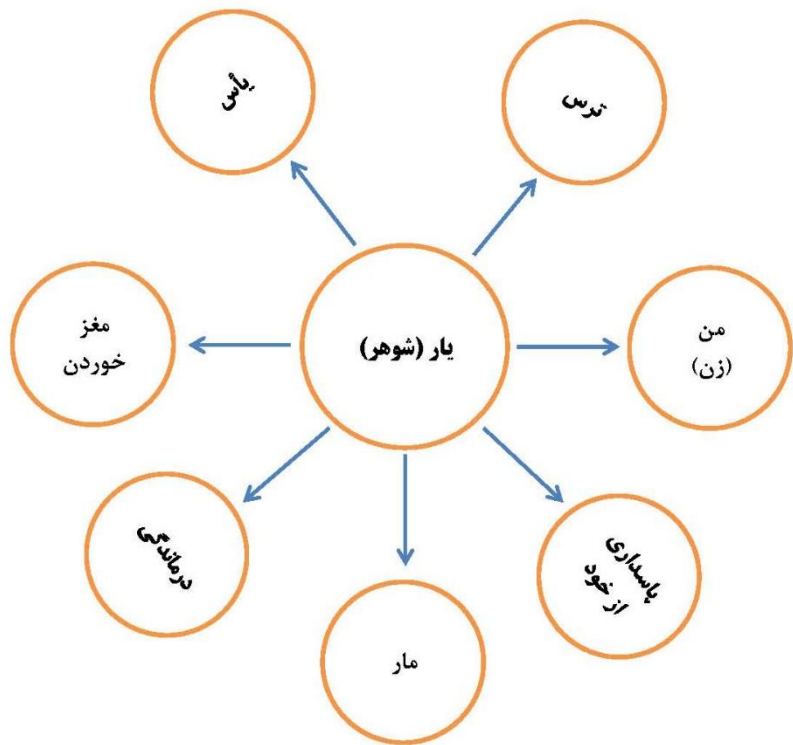 یأس
ترس
مغز
خوردن
یار (شوهر)
من
(زن)
درماندگی
پاسداری
از خود
مار